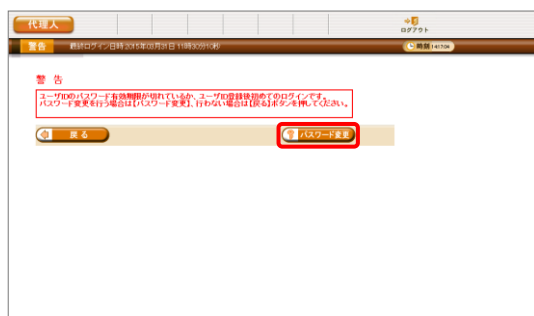 代理人
ログアウト
警告 最終ログイン日時 2015年03月31日 11時30分10秒
時刻 14:17:06
警 告
ユーザIDのパスワード有効期限が切れているか、ユーザID登録後初めてのログインです。
パスワード変更を行う場合は【パスワード変更】、行わない場合は【戻る】ボタンを押してください。
戻 る
パスワード変更